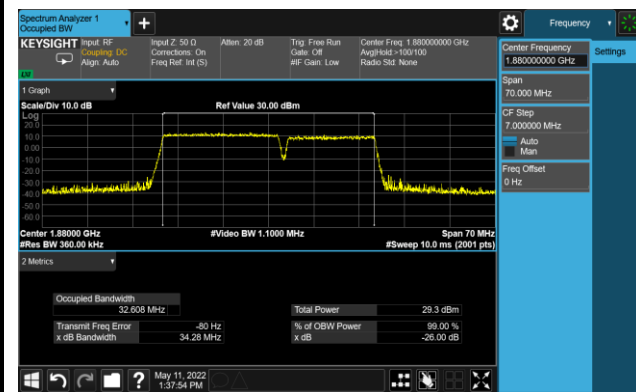 Spectrum Analyzer 1
Occupied BW
+
Frequency
KEYSIGHT
Input: RF
Coupling: DC
Align: Auto
Input Z: 50 Ω
Corrections: On
Freq Ref: Int (S)
Atten: 20 dB
Trig: Free Run
Gate: Off
#IF Gain: Low
Center Freq: 1.880000000 GHz
Avg|Hold:>100/100
Radio Std: None
Center Frequency
1.880000000 GHz
Settings
Span
70.000 MHz
CF Step
7.000000 MHz
Auto
Man
Freq Offset
0 Hz
1 Graph
Scale/Div 10.0 dB
Ref Value 30.00 dBm
Log
20.0
10.0
0.00
-10.0
-20.0
-30.0
-40.0
-50.0
-60.0
Center 1.88000 GHz
#Video BW 1.1000 MHz
Span 70 MHz
#Res BW 360.00 kHz
#Sweep 10.0 ms (2001 pts)
2 Metrics
Occupied Bandwidth
32.608 MHz
Total Power
29.3 dBm
Transmit Freq Error
-80 Hz
% of OBW Power
99.00 %
x dB Bandwidth
34.28 MHz
x dB
-26.00 dB
?
May 11, 2022
1:37:54 PM